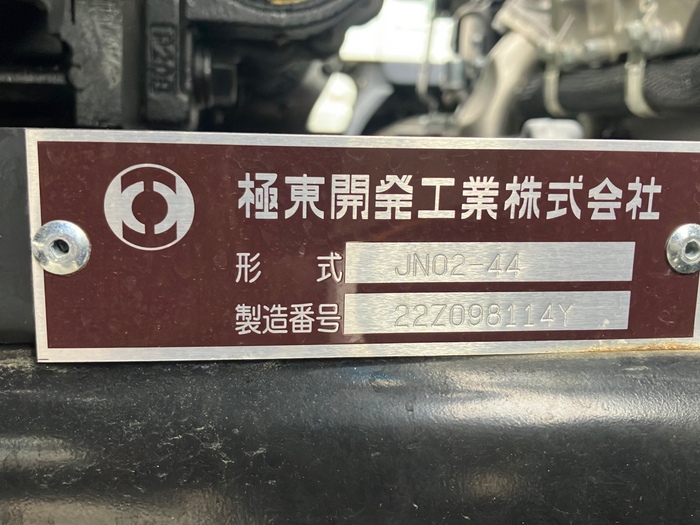 極東開発工業株式会社
形 式 JN02-44
製造番号 22Z098114Y